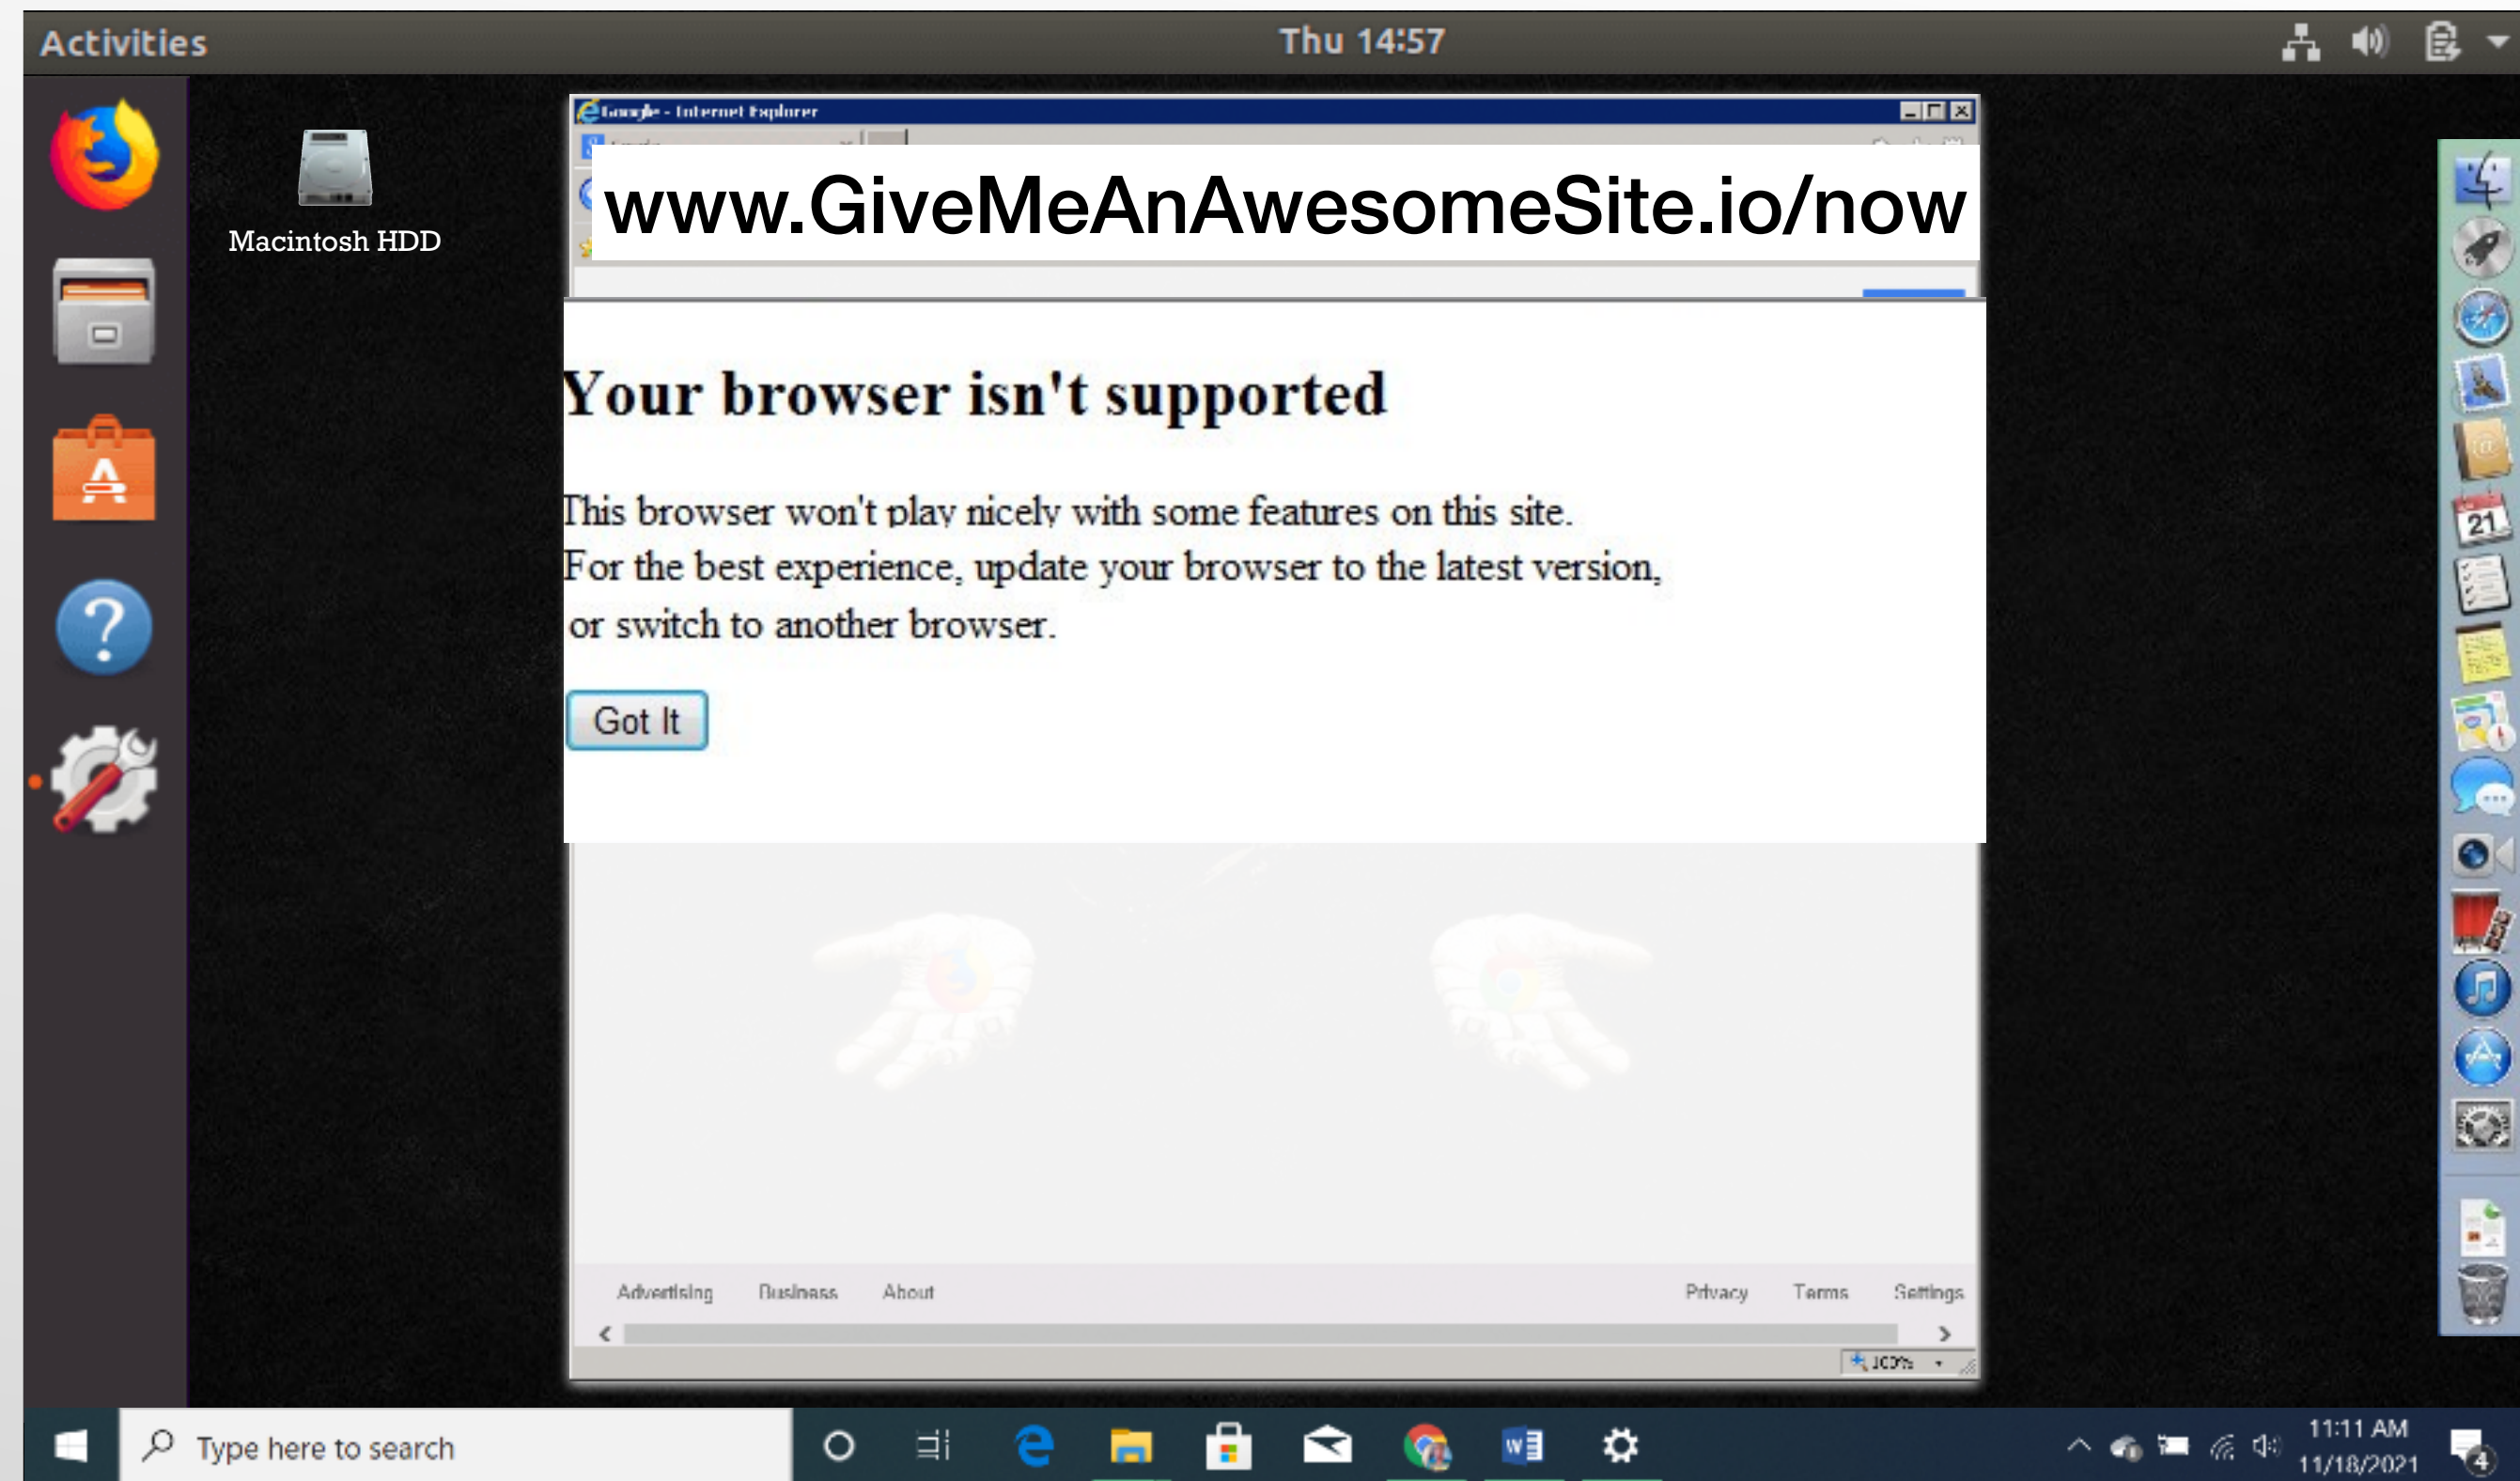 Activities
Thu 14:57
Macintosh HDD
Google - Internet Explorer
www.GiveMeAnAwesomeSite.io/now
Your browser isn't supported
This browser won't play nicely with some features on this site.
For the best experience, update your browser to the latest version,
or switch to another browser.
Got It
21
Advertising Business About Privacy Terms Settings
100%
Type here to search
11:11 AM
11/18/2021
4